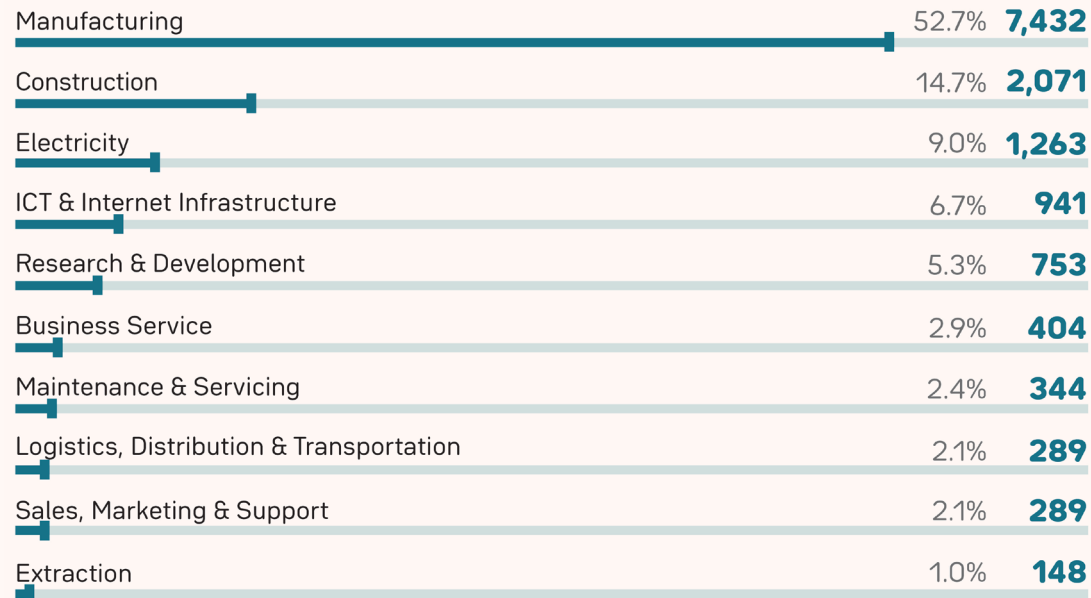 Manufacturing 52.7% 7,432
Construction 14.7% 2,071
Electricity 9.0% 1,263
ICT & Internet Infrastructure 6.7% 941
Research & Development 5.3% 753
Business Service 2.9% 404
Maintenance & Servicing 2.4% 344
Logistics, Distribution & Transportation 2.1% 289
Sales, Marketing & Support 2.1% 289
Extraction 1.0% 148